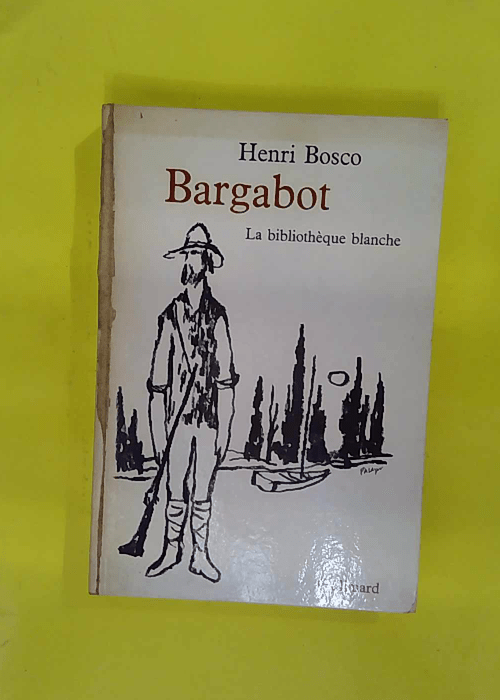 Henri Bosco
Bargabot
La bibliothèque blanche